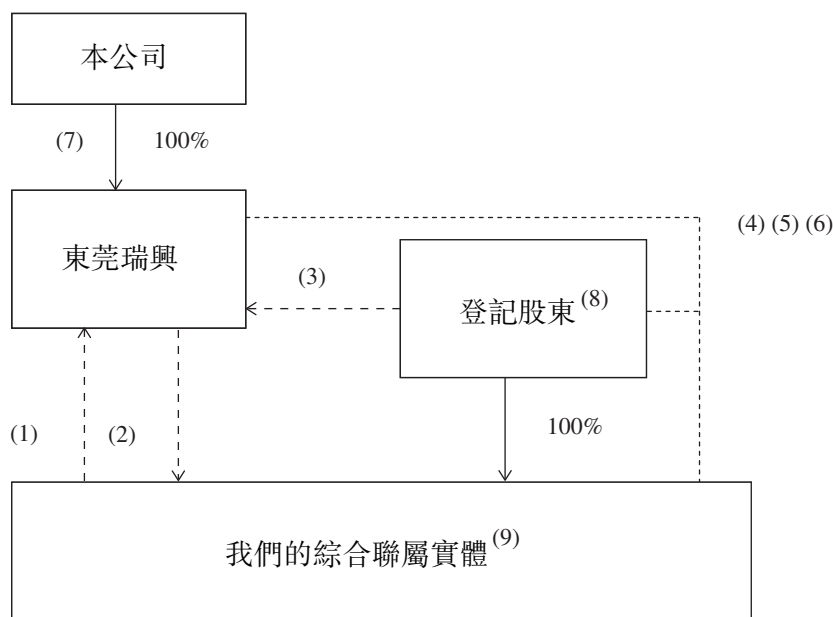 本公司
(7) 100%
東莞瑞興
(4) (5) (6)
(3)
登記股東(8)
(1) (2)
100%
我們的綜合聯屬實體(9)